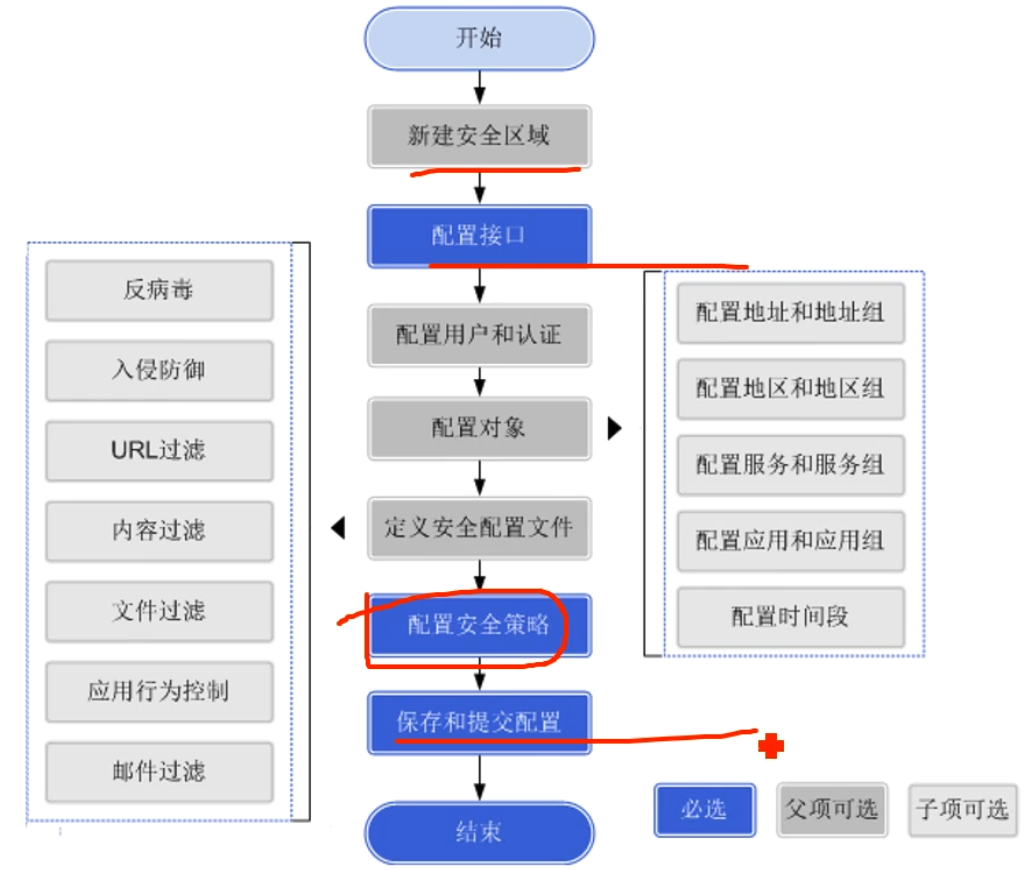 开始
新建安全区域
配置接口
配置用户和认证
配置对象
定义安全配置文件
配置安全策略
保存和提交配置
结束
反病毒
入侵防御
URL过滤
内容过滤
文件过滤
应用行为控制
邮件过滤
配置地址和地址组
配置地区和地区组
配置服务和服务组
配置应用和应用组
配置时间段
必选
父项可选
子项可选